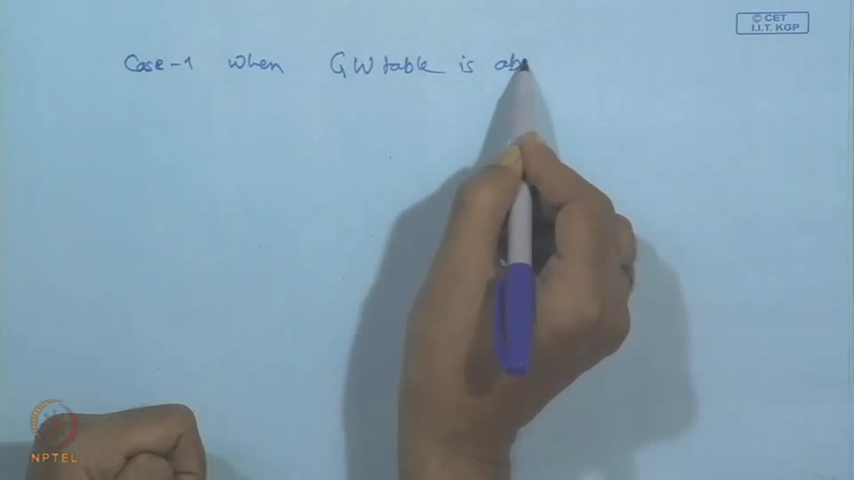 © CET
I.I.T. KGP
Case-1 when GW table is ab
NPTEL